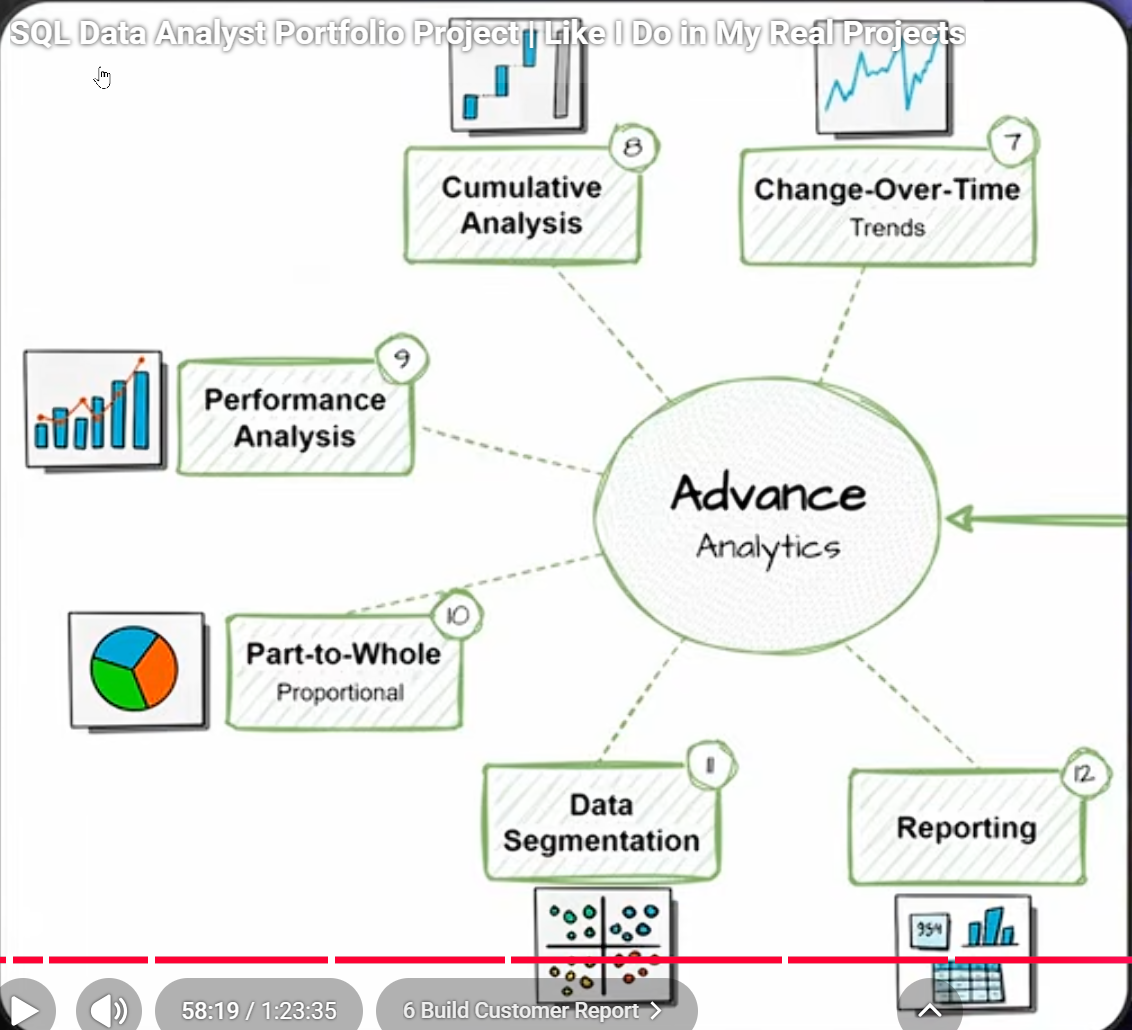 SQL Data Analyst Portfolio Project | Like I Do in My Real Projects
8
Cumulative
Analysis
7
Change-Over-Time
Trends
9
Performance
Analysis
Advance
Analytics
10
Part-to-Whole
Proportional
11
Data
Segmentation
12
Reporting
954
58:19 / 1:23:35
6 Build Customer Report